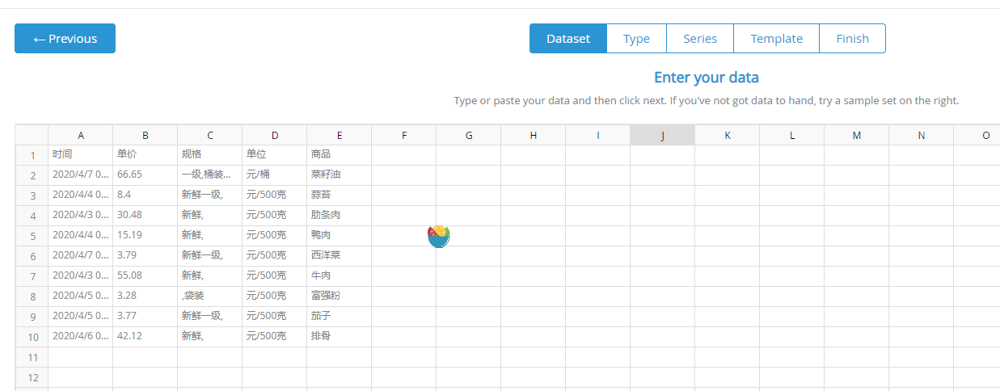 ← Previous
Dataset Type Series Template Finish
Enter your data
Type or paste your data and then click next. If you've not got data to hand, try a sample set on the right.
A B C D E F G H I J K L M N O
1 时间 单价 规格 单位 商品
2 2020/4/7 0... 66.65 一级,桶装... 元/桶 菜籽油
3 2020/4/4 0... 8.4 新鲜一级, 元/500克 蒜苔
4 2020/4/3 0... 30.48 新鲜, 元/500克 肋条肉
5 2020/4/4 0... 15.19 新鲜, 元/500克 鸭肉
6 2020/4/7 0... 3.79 新鲜一级, 元/500克 西洋菜
7 2020/4/3 0... 55.08 新鲜, 元/500克 牛肉
8 2020/4/5 0... 3.28 ,袋装 元/500克 富强粉
9 2020/4/5 0... 3.77 新鲜一级, 元/500克 茄子
10 2020/4/6 0... 42.12 新鲜, 元/500克 排骨
11
12